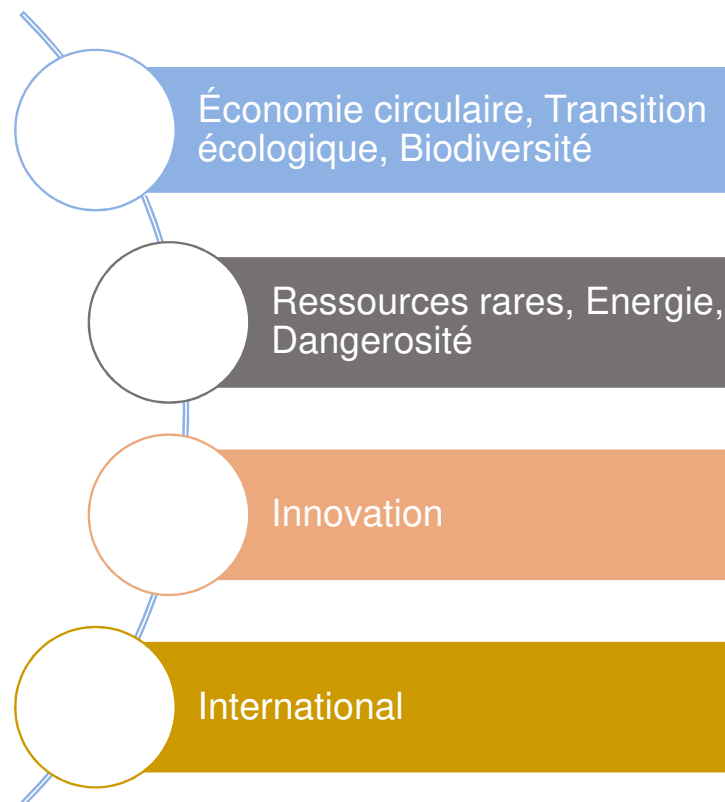 Économie circulaire, Transition
écologique, Biodiversité
Ressources rares, Energie,
Dangerosité
Innovation
International